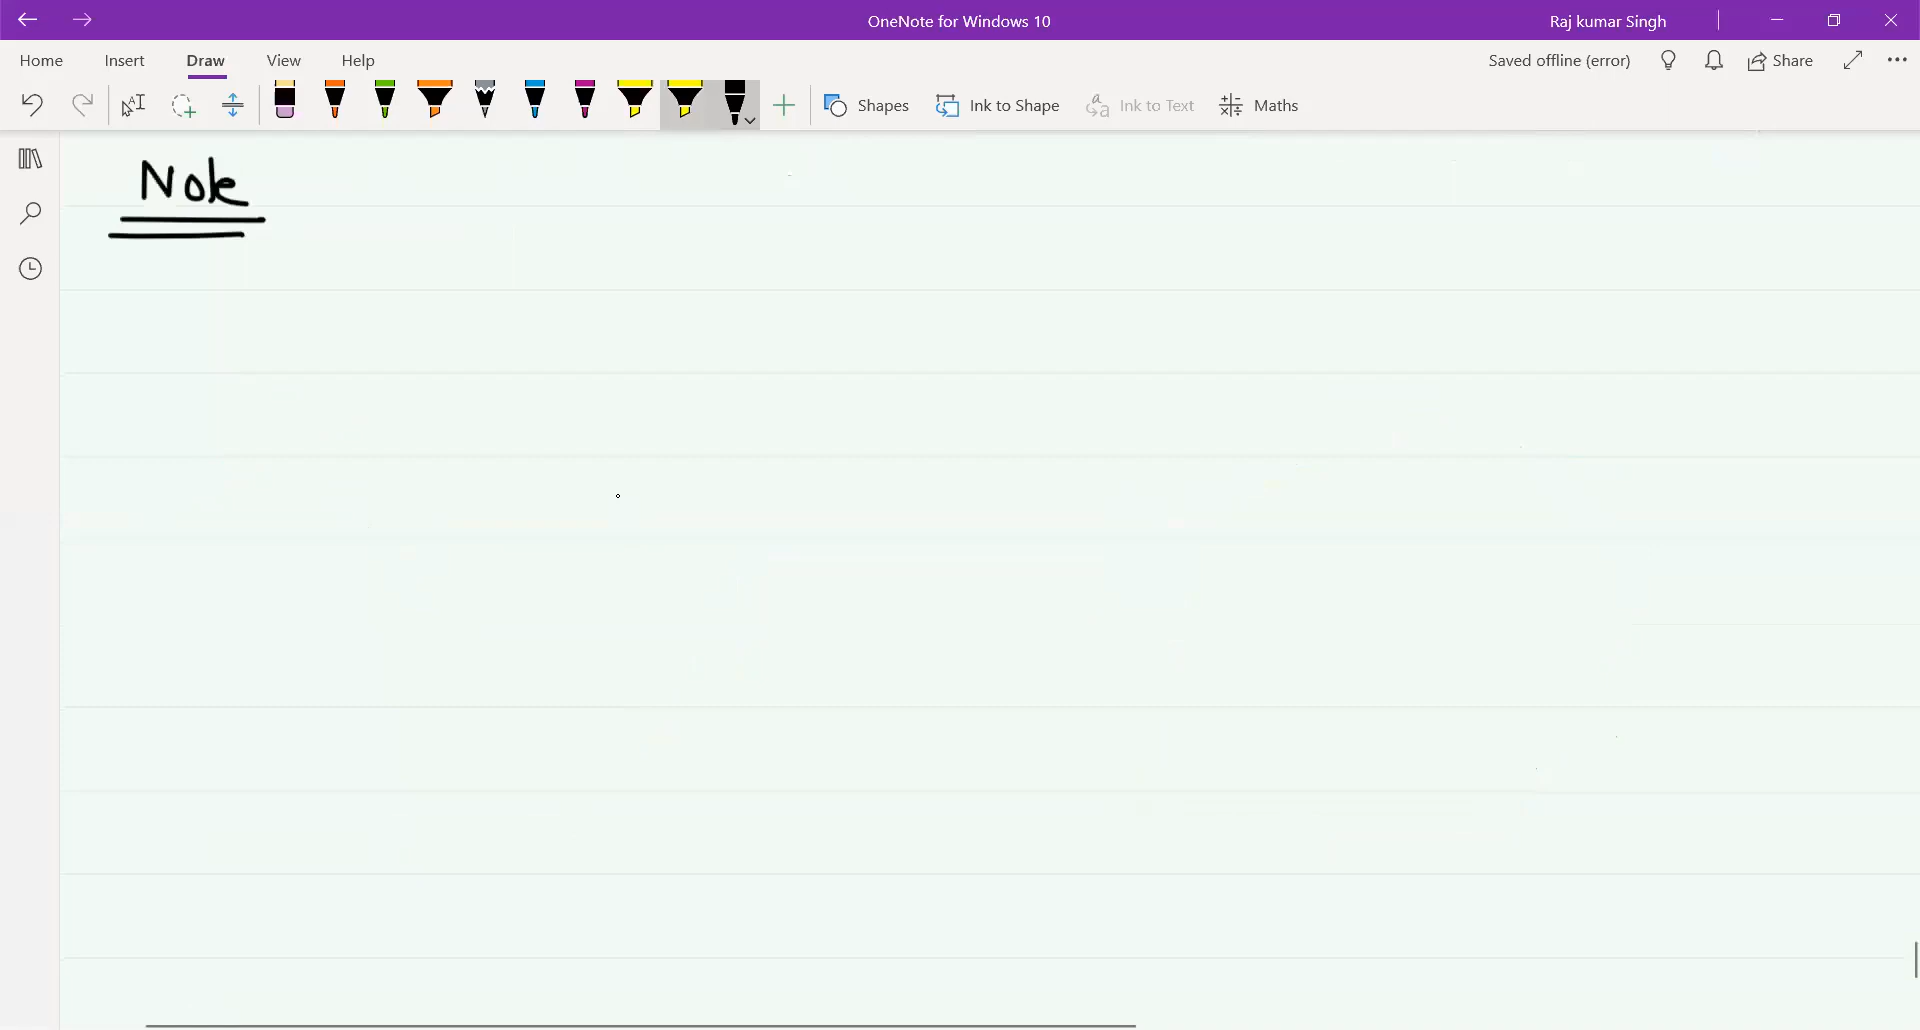 OneNote for Windows 10 Raj kumar Singh
Home Insert Draw View Help Saved offline (error) Share
Shapes Ink to Shape Ink to Text Maths
Note